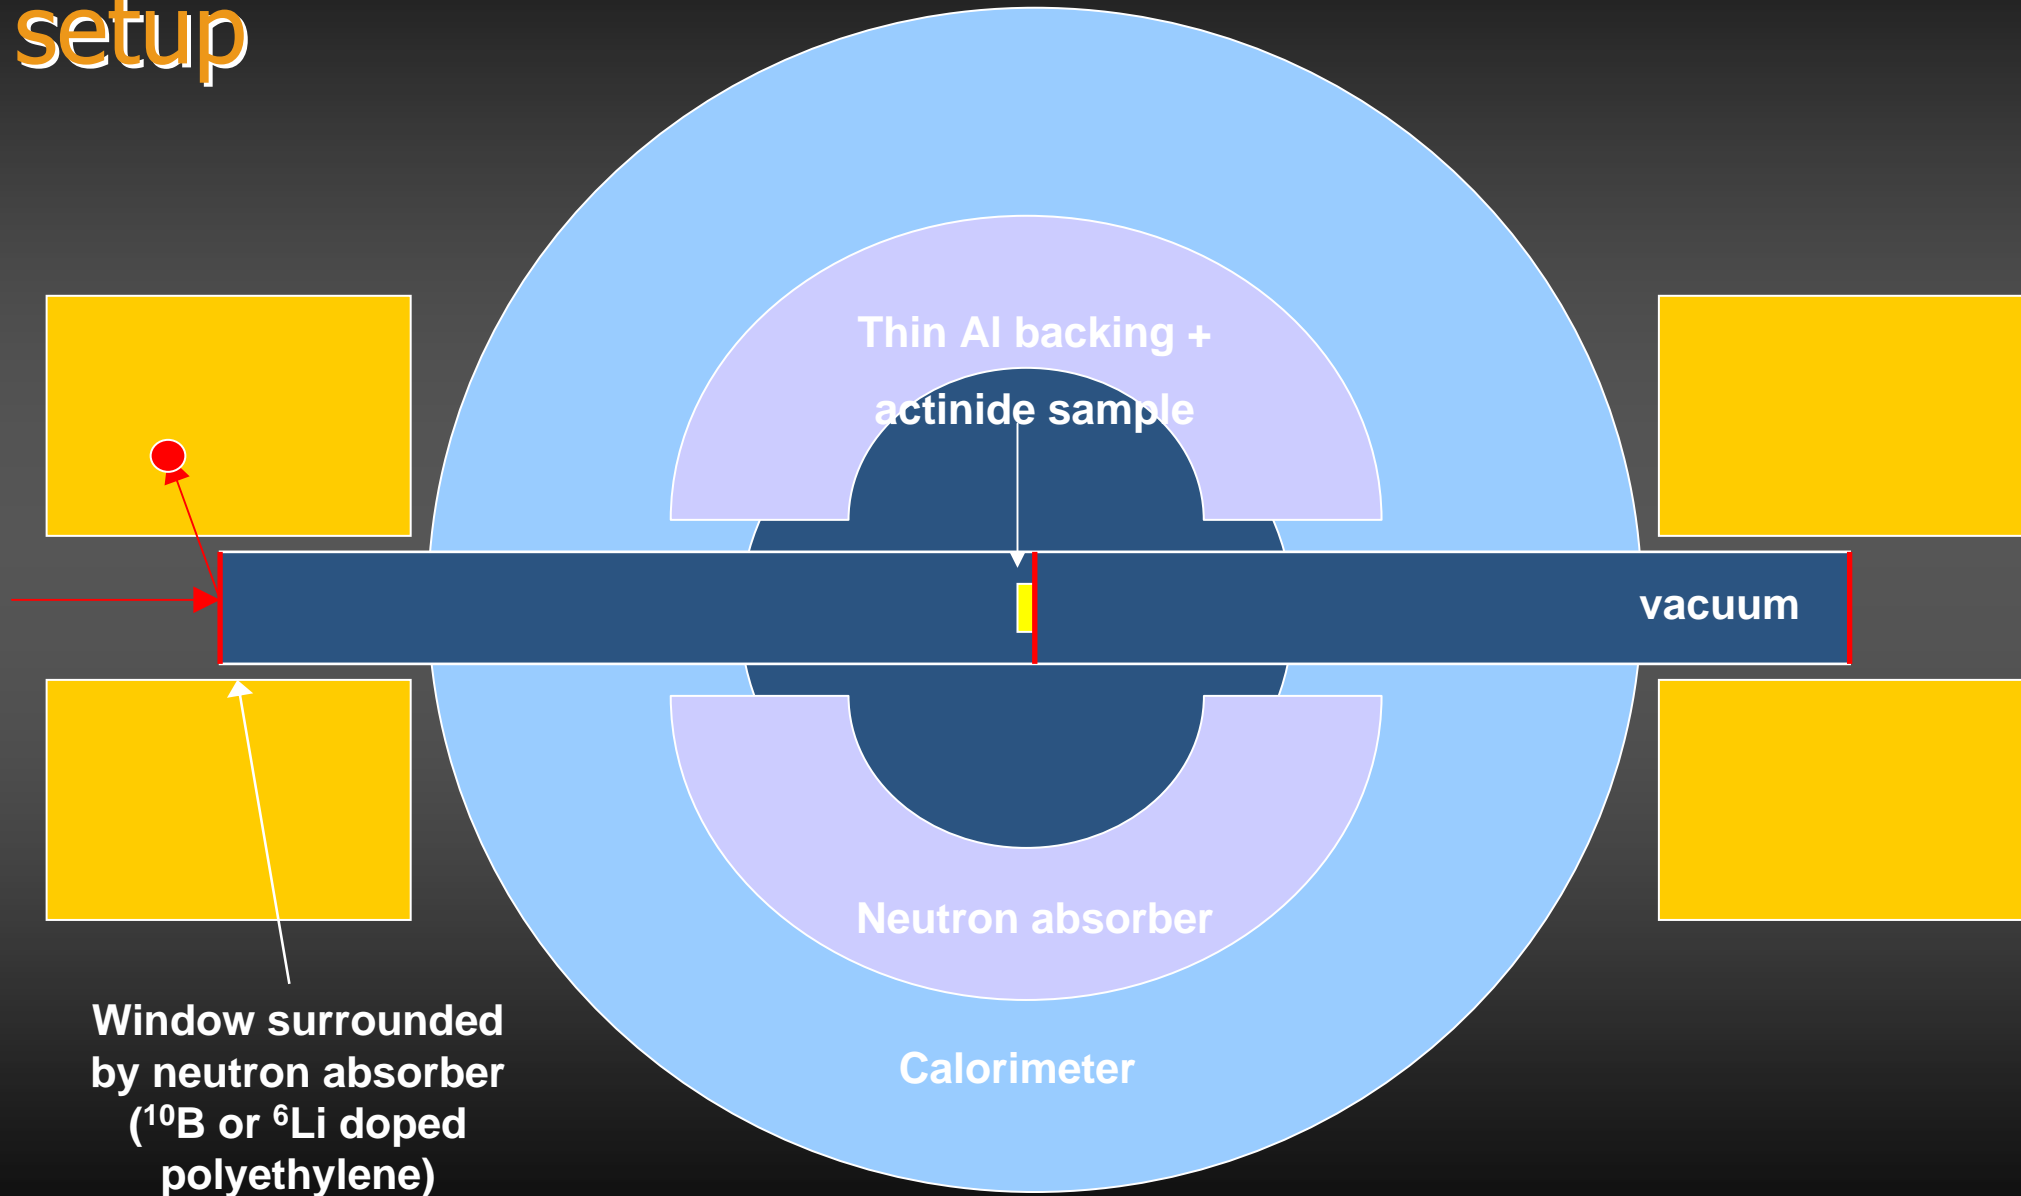 setup
Thin Al backing +
actinide sample
vacuum
Neutron absorber
Calorimeter
Window surrounded
by neutron absorber
(¹⁰B or ⁶Li doped
polyethylene)